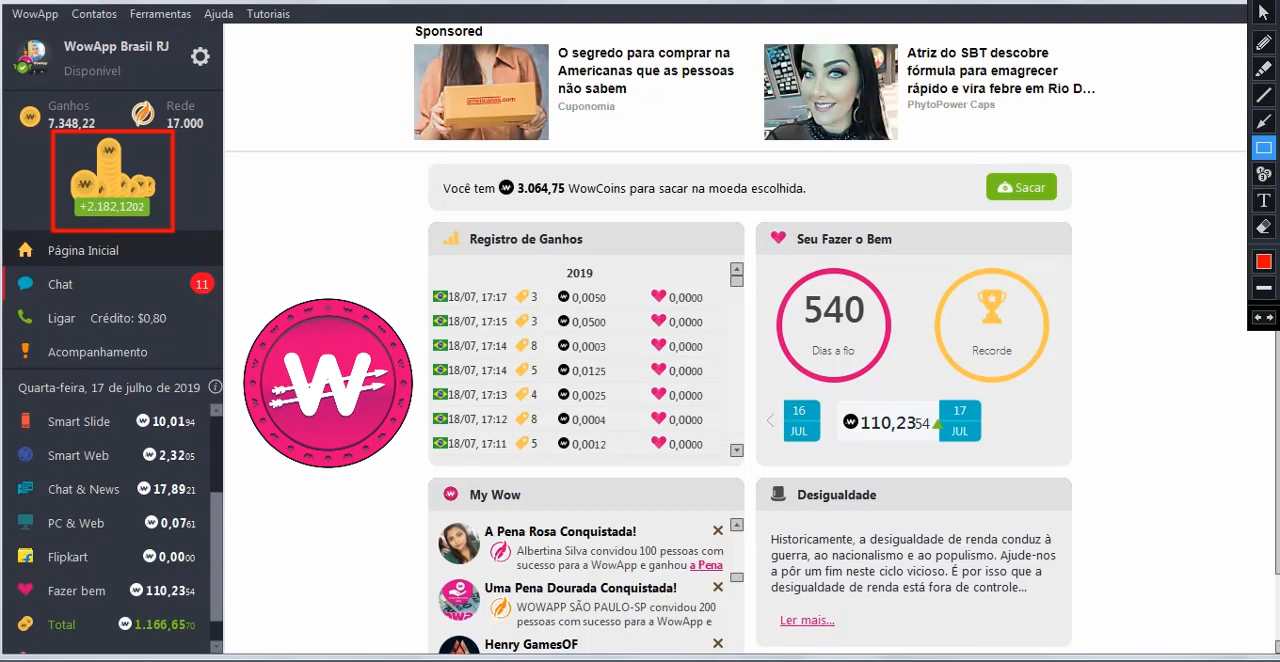 WowApp Contatos Ferramentas Ajuda Tutoriais
WowApp Brasil RJ
Disponível
Ganhos
7.348,22
Rede
17.000
+2.182,1202
Página Inicial
Chat 11
Ligar Crédito: $0,80
Acompanhamento
Quarta-feira, 17 de julho de 2019
Smart Slide 10,0194
Smart Web 2,3205
Chat & News 17,8921
PC & Web 0,0761
Flipkart 0,0000
Fazer bem 110,2354
Total 1.166,6570
Sponsored
americanas.com
O segredo para comprar na
Americanas que as pessoas
não sabem
Cuponomia
Atriz do SBT descobre
fórmula para emagrecer
rápido e vira febre em Rio D...
PhytoPower Caps
Você tem W 3.064,75 WowCoins para sacar na moeda escolhida.
Sacar
Registro de Ganhos
2019
18/07, 17:17 3 0,0050 0,0000
18/07, 17:15 3 0,0500 0,0000
18/07, 17:14 8 0,0003 0,0000
18/07, 17:14 5 0,0125 0,0000
18/07, 17:13 4 0,0025 0,0000
18/07, 17:12 8 0,0004 0,0000
18/07, 17:11 5 0,0012 0,0000
Seu Fazer o Bem
540
Dias a fio
Recorde
16
JUL
110,2354
17
JUL
W
My Wow
A Pena Rosa Conquistada!
Albertina Silva convidou 100 pessoas com
sucesso para a WowApp e ganhou a Pena
Uma Pena Dourada Conquistada!
WOWAPP SÃO PAULO-SP convidou 200
pessoas com sucesso para a WowApp e
Henry GamesOF
Desigualdade
Historicamente, a desigualdade de renda conduz à
guerra, ao nacionalismo e ao populismo. Ajude-nos
a pôr um fim neste ciclo vicioso. É por isso que a
desigualdade de renda está fora de controle...
Ler mais...
T